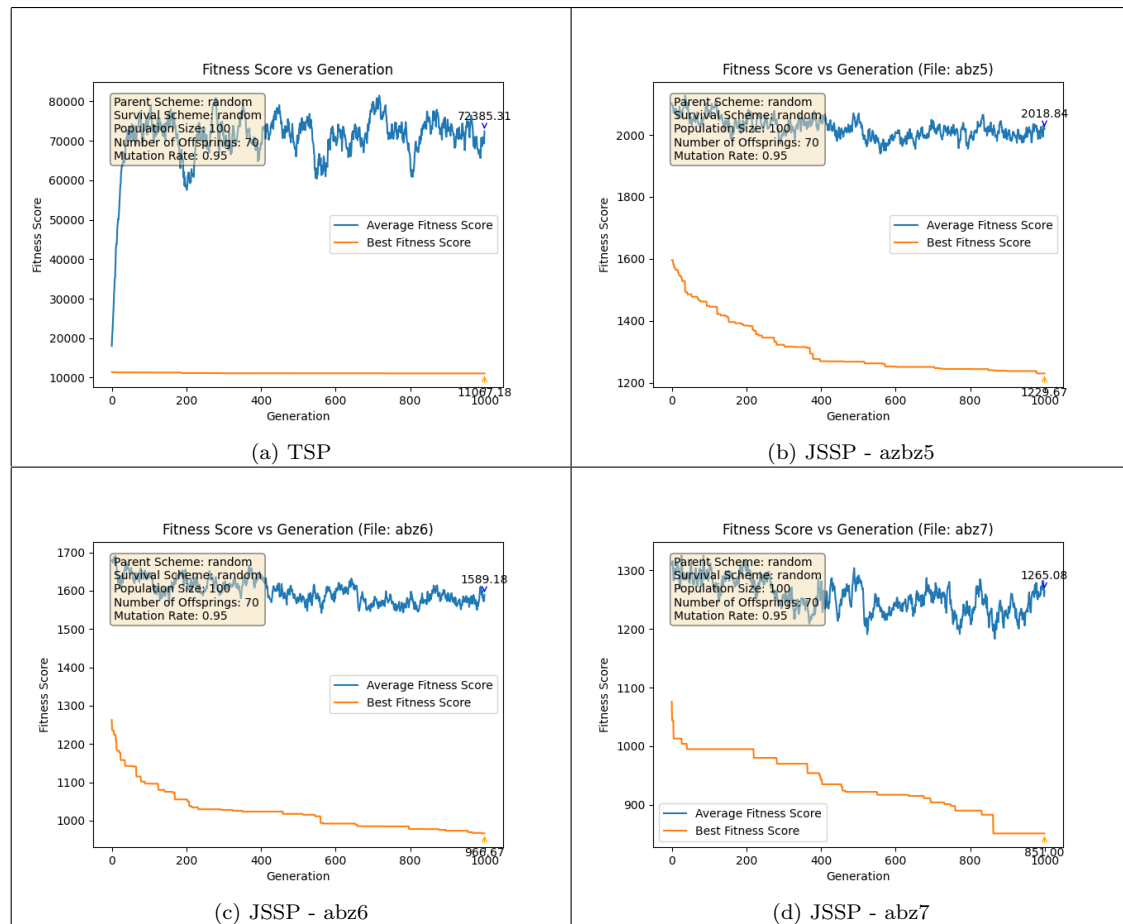 Fitness Score vs Generation
80000
70000
60000
50000
40000
30000
20000
10000
Fitness Score
Parent Scheme: random
Survival Scheme: random
Population Size: 100
Number of Offsprings: 70
Mutation Rate: 0.95
72385.31
Average Fitness Score
Best Fitness Score
11067.18
0 200 400 600 800 1000
Generation
(a) TSP
Fitness Score vs Generation (File: abz5)
2000
1800
1600
1400
1200
Fitness Score
Parent Scheme: random
Survival Scheme: random
Population Size: 100
Number of Offsprings: 70
Mutation Rate: 0.95
2018.84
Average Fitness Score
Best Fitness Score
1229.67
0 200 400 600 800 1000
Generation
(b) JSSP - azbz5
Fitness Score vs Generation (File: abz6)
1700
1600
1500
1400
1300
1200
1100
1000
Fitness Score
Parent Scheme: random
Survival Scheme: random
Population Size: 100
Number of Offsprings: 70
Mutation Rate: 0.95
1589.18
Average Fitness Score
Best Fitness Score
966.67
0 200 400 600 800 1000
Generation
(c) JSSP - abz6
Fitness Score vs Generation (File: abz7)
1300
1200
1100
1000
900
Fitness Score
Parent Scheme: random
Survival Scheme: random
Population Size: 100
Number of Offsprings: 70
Mutation Rate: 0.95
1265.08
Average Fitness Score
Best Fitness Score
851.00
0 200 400 600 800 1000
Generation
(d) JSSP - abz7